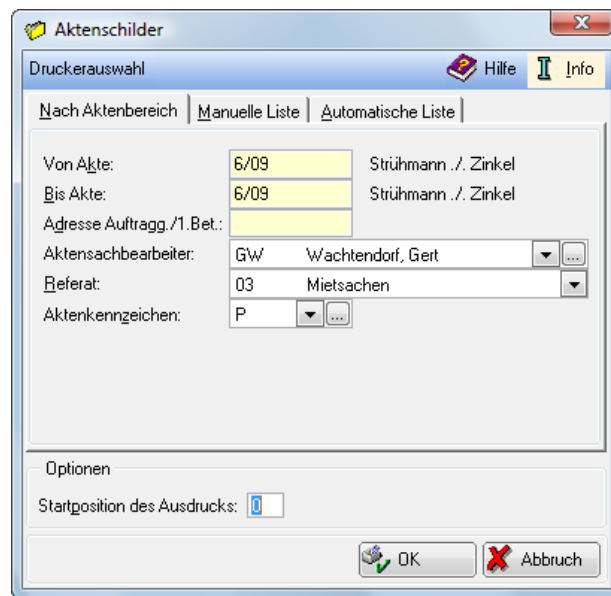 Aktenschilder
Druckerauswahl Hilfe Info
Nach Aktenbereich Manuelle Liste Automatische Liste
Von Akte: 6/09 Strühmann ./. Zinkel
Bis Akte: 6/09 Strühmann ./. Zinkel
Adresse Auftragg./1.Bet.:
Aktensachbearbeiter: GW Wachtendorf, Gert ...
Referat: 03 Mietsachen
Aktenkennzeichen: P ...
Optionen
Startposition des Ausdrucks: 0
OK Abbruch